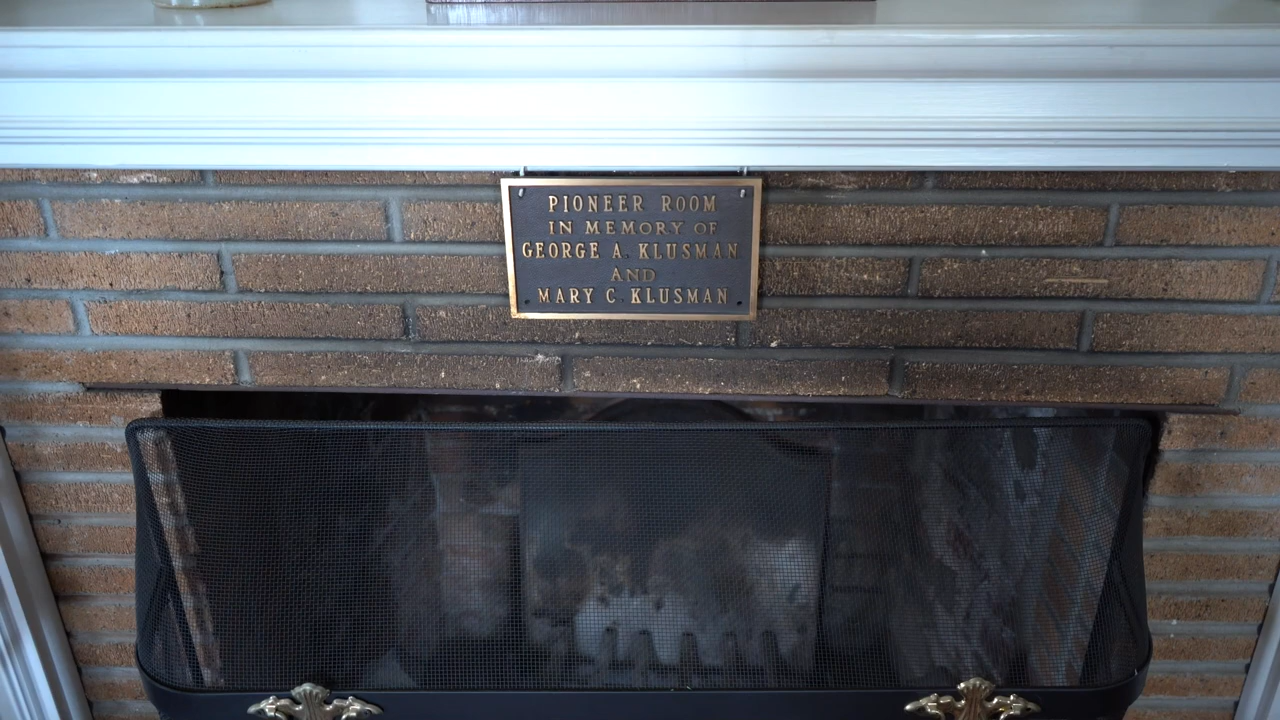 PIONEER ROOM
IN MEMORY OF
GEORGE A. KLUSMAN
AND
MARY C. KLUSMAN